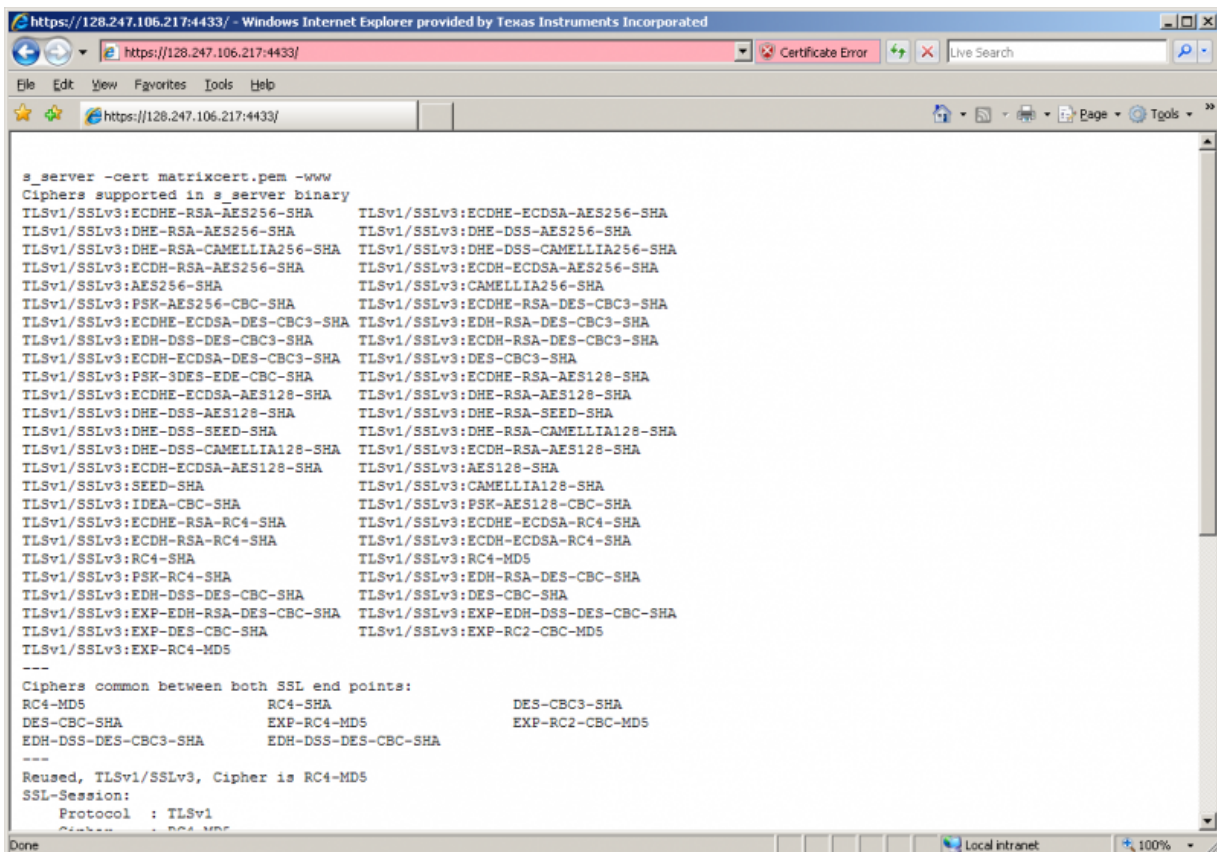 https://128.247.106.217:4433/ - Windows Internet Explorer provided by Texas Instruments Incorporated
https://128.247.106.217:4433/ Certificate Error Live Search
File Edit View Favorites Tools Help
https://128.247.106.217:4433/ Page Tools »
s_server -cert matrixcert.pem -www
Ciphers supported in s_server binary
TLSv1/SSLv3:ECDHE-RSA-AES256-SHA TLSv1/SSLv3:ECDHE-ECDSA-AES256-SHA
TLSv1/SSLv3:DHE-RSA-AES256-SHA TLSv1/SSLv3:DHE-DSS-AES256-SHA
TLSv1/SSLv3:DHE-RSA-CAMELLIA256-SHA TLSv1/SSLv3:DHE-DSS-CAMELLIA256-SHA
TLSv1/SSLv3:ECDH-RSA-AES256-SHA TLSv1/SSLv3:ECDH-ECDSA-AES256-SHA
TLSv1/SSLv3:AES256-SHA TLSv1/SSLv3:CAMELLIA256-SHA
TLSv1/SSLv3:PSK-AES256-CBC-SHA TLSv1/SSLv3:ECDHE-RSA-DES-CBC3-SHA
TLSv1/SSLv3:ECDHE-ECDSA-DES-CBC3-SHA TLSv1/SSLv3:EDH-RSA-DES-CBC3-SHA
TLSv1/SSLv3:EDH-DSS-DES-CBC3-SHA TLSv1/SSLv3:ECDH-RSA-DES-CBC3-SHA
TLSv1/SSLv3:ECDH-ECDSA-DES-CBC3-SHA TLSv1/SSLv3:DES-CBC3-SHA
TLSv1/SSLv3:PSK-3DES-EDE-CBC-SHA TLSv1/SSLv3:ECDHE-RSA-AES128-SHA
TLSv1/SSLv3:ECDHE-ECDSA-AES128-SHA TLSv1/SSLv3:DHE-RSA-AES128-SHA
TLSv1/SSLv3:DHE-DSS-AES128-SHA TLSv1/SSLv3:DHE-RSA-SEED-SHA
TLSv1/SSLv3:DHE-DSS-SEED-SHA TLSv1/SSLv3:DHE-RSA-CAMELLIA128-SHA
TLSv1/SSLv3:DHE-DSS-CAMELLIA128-SHA TLSv1/SSLv3:ECDH-RSA-AES128-SHA
TLSv1/SSLv3:ECDH-ECDSA-AES128-SHA TLSv1/SSLv3:AES128-SHA
TLSv1/SSLv3:SEED-SHA TLSv1/SSLv3:CAMELLIA128-SHA
TLSv1/SSLv3:IDEA-CBC-SHA TLSv1/SSLv3:PSK-AES128-CBC-SHA
TLSv1/SSLv3:ECDHE-RSA-RC4-SHA TLSv1/SSLv3:ECDHE-ECDSA-RC4-SHA
TLSv1/SSLv3:ECDH-RSA-RC4-SHA TLSv1/SSLv3:ECDH-ECDSA-RC4-SHA
TLSv1/SSLv3:RC4-SHA TLSv1/SSLv3:RC4-MD5
TLSv1/SSLv3:PSK-RC4-SHA TLSv1/SSLv3:EDH-RSA-DES-CBC-SHA
TLSv1/SSLv3:EDH-DSS-DES-CBC-SHA TLSv1/SSLv3:DES-CBC-SHA
TLSv1/SSLv3:EXP-EDH-RSA-DES-CBC-SHA TLSv1/SSLv3:EXP-EDH-DSS-DES-CBC-SHA
TLSv1/SSLv3:EXP-DES-CBC-SHA TLSv1/SSLv3:EXP-RC2-CBC-MD5
TLSv1/SSLv3:EXP-RC4-MD5
---
Ciphers common between both SSL end points:
RC4-MD5 RC4-SHA DES-CBC3-SHA
DES-CBC-SHA EXP-RC4-MD5 EXP-RC2-CBC-MD5
EDH-DSS-DES-CBC3-SHA EDH-DSS-DES-CBC-SHA
---
Reused, TLSv1/SSLv3, Cipher is RC4-MD5
SSL-Session:
Protocol : TLSv1
Cipher : RC4-MD5
Done Local intranet 100%